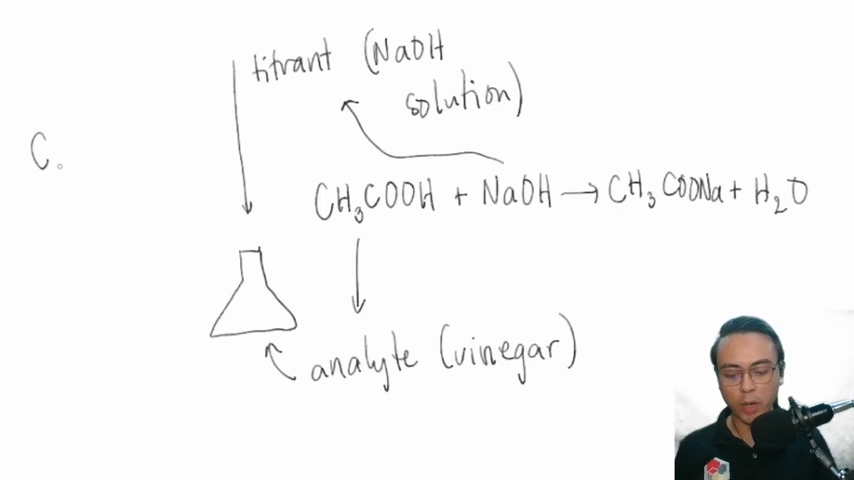 titrant (NaOH
solution)
C.
CH₃COOH + NaOH → CH₃COONa + H₂O
analyte (vinegar)